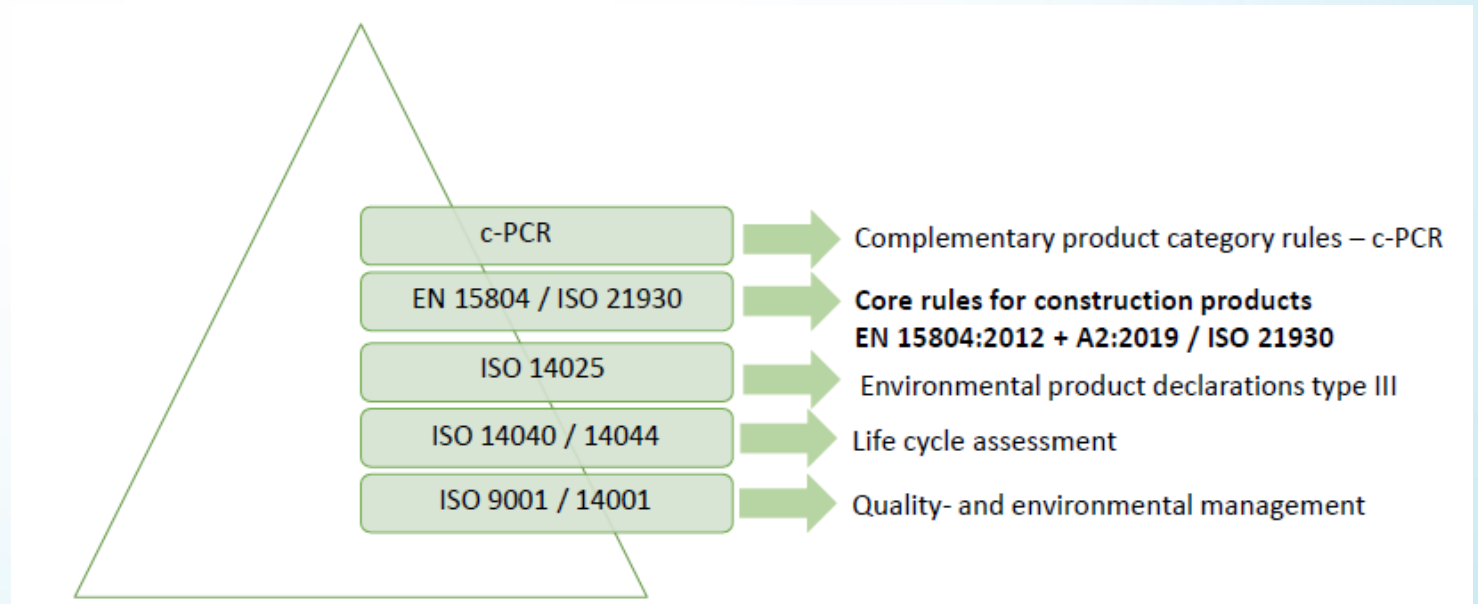 c-PCR
Complementary product category rules – c-PCR
EN 15804 / ISO 21930
Core rules for construction products
EN 15804:2012 + A2:2019 / ISO 21930
ISO 14025
Environmental product declarations type III
ISO 14040 / 14044
Life cycle assessment
ISO 9001 / 14001
Quality- and environmental management